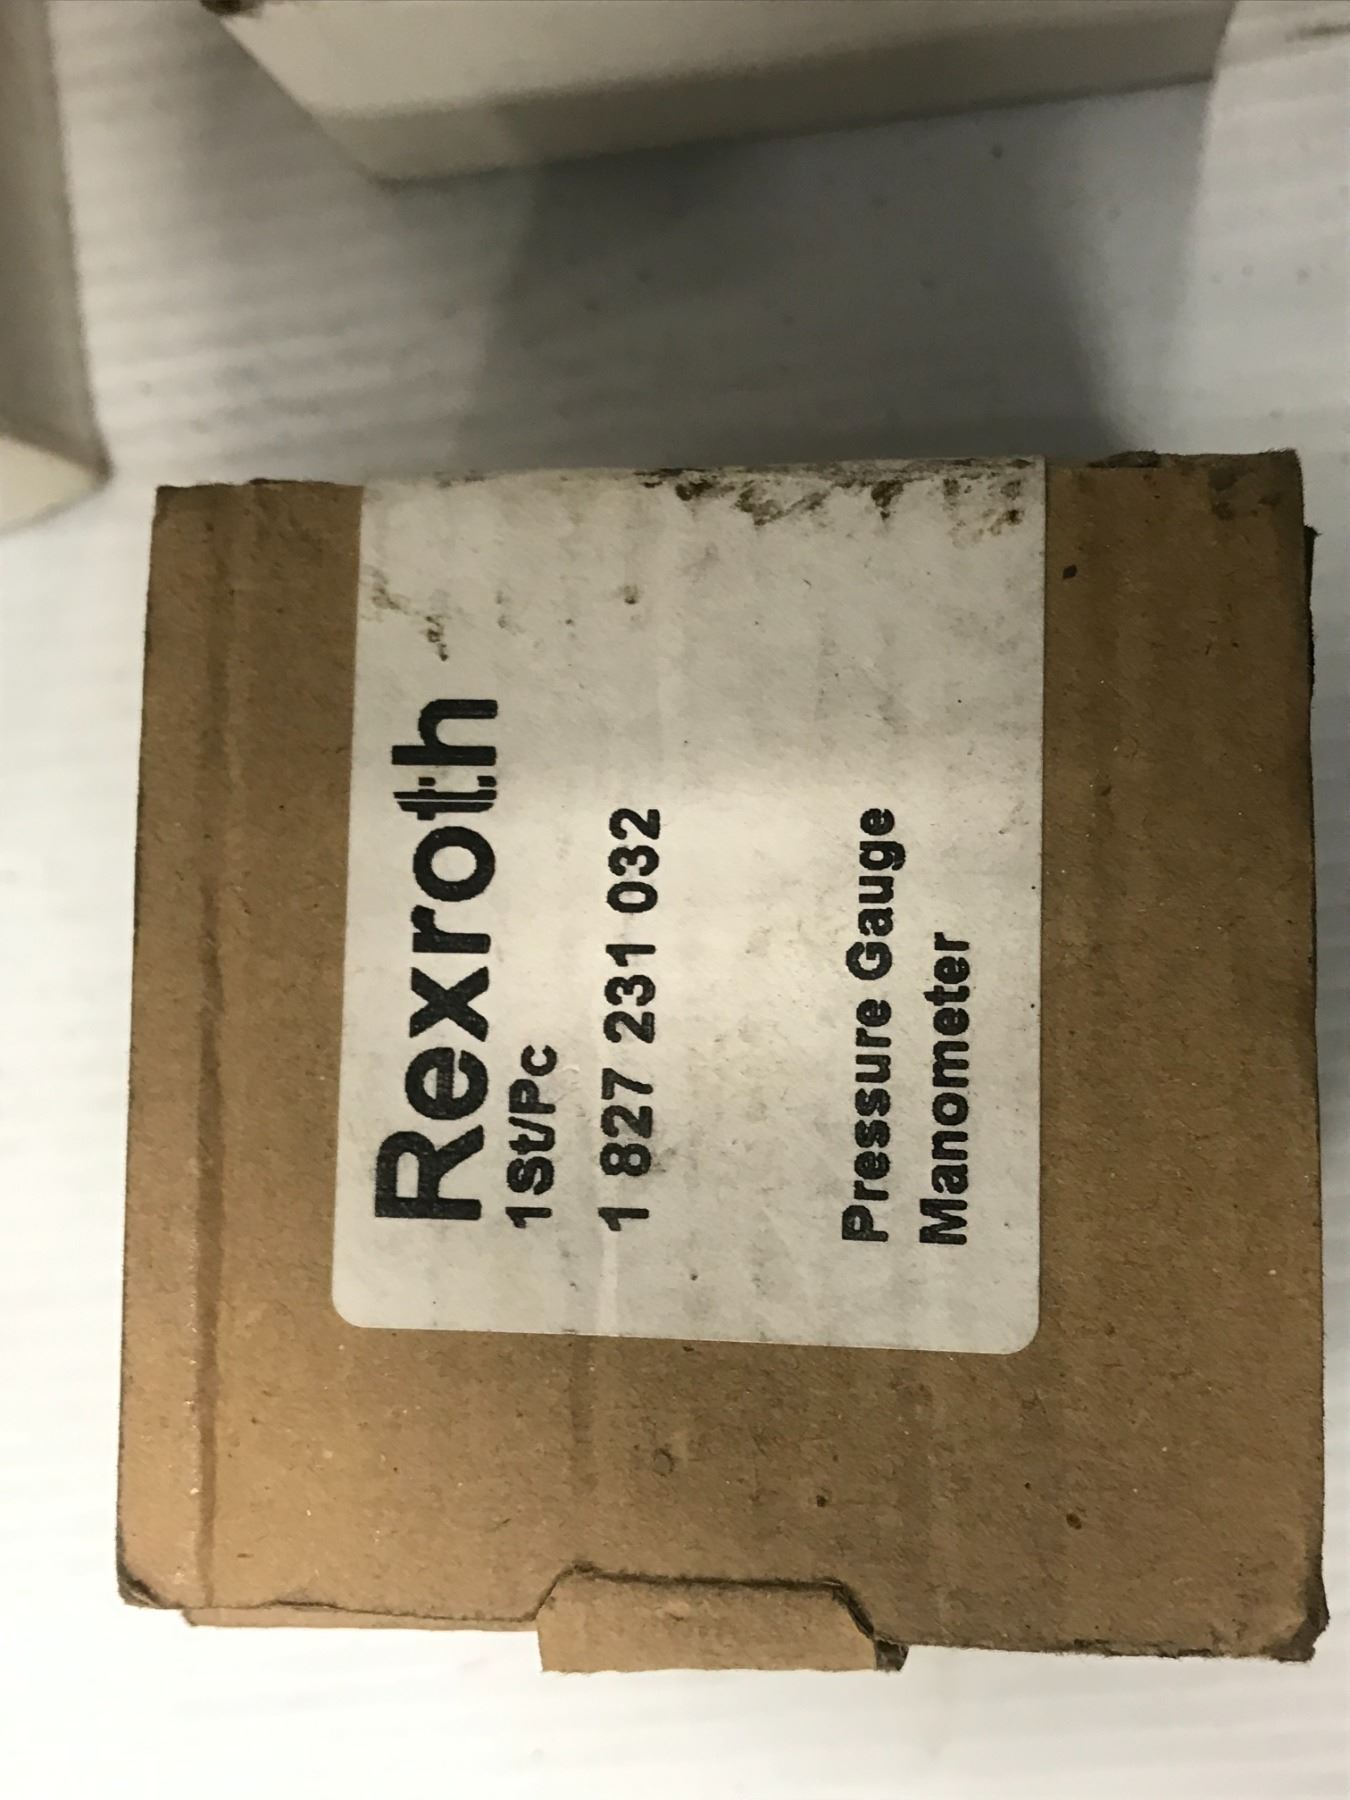 Rexroth
1St/Pc
1 827 231 032
Pressure Gauge
Manometer